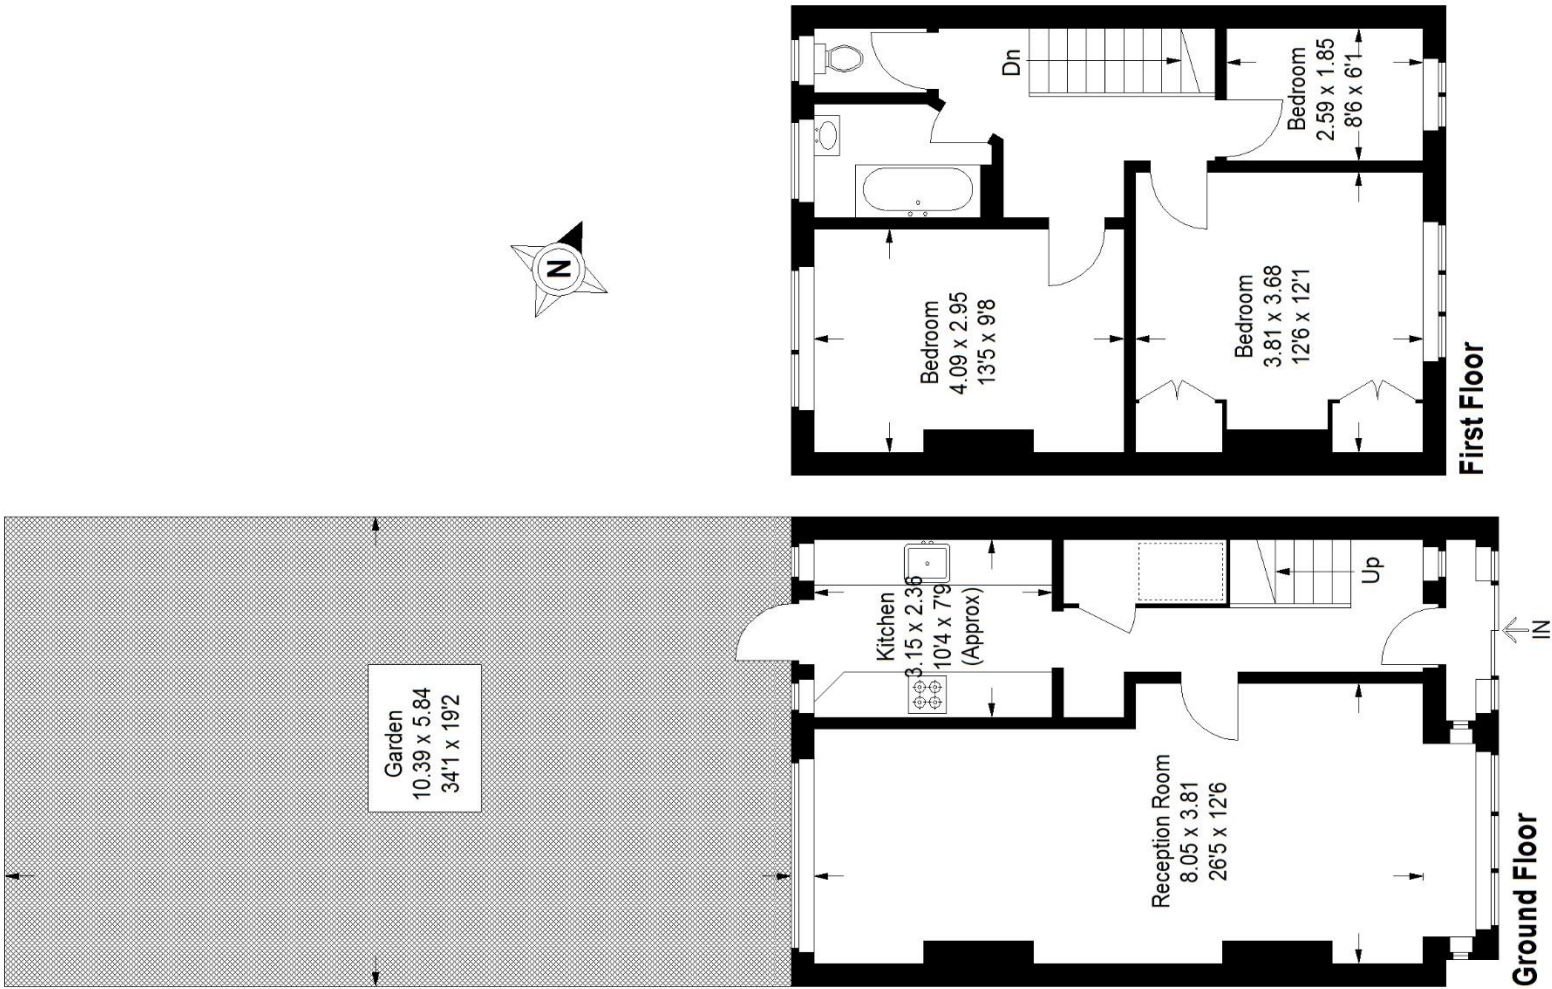 Garden
10.39 x 5.84
34'1 x 19'2
N
Kitchen
3.15 x 2.36
10'4 x 7'9
(Approx)
Reception Room
8.05 x 3.81
26'5 x 12'6
Up
IN
Ground Floor
Bedroom
4.09 x 2.95
13'5 x 9'8
Bedroom
3.81 x 3.68
12'6 x 12'1
Bedroom
2.59 x 1.85
8'6 x 6'1
Dn
First Floor